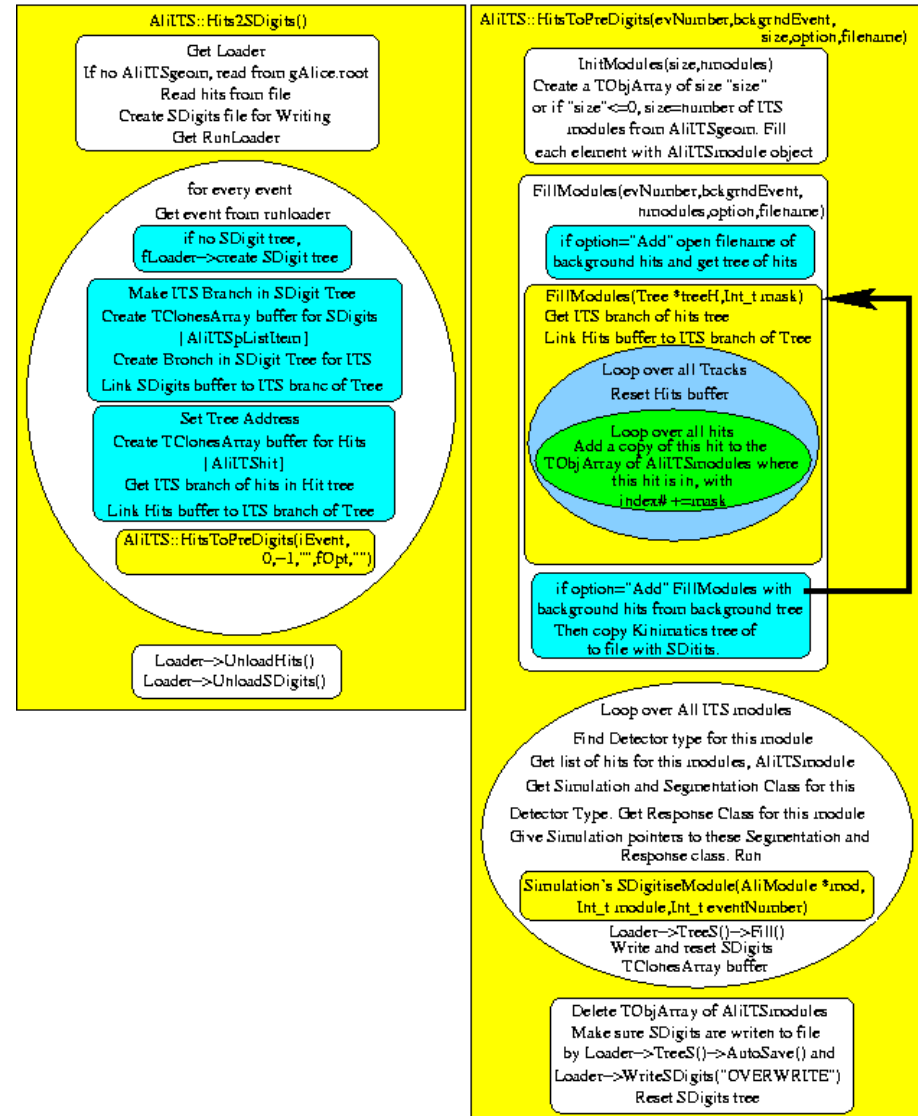 AliITS::Hits2SDigits()
Get Loader
If no AliITSgeom, read from gAlice.root
Read hits from file
Create SDigits file for Writing
Get RunLoader
for every event
Get event from runloader
if no SDigit tree,
fLoader->create SDigit tree
Make ITS Branch in SDigit Tree
Create TClonesArray buffer for SDigits
[AliITSpListItem]
Create Bronch in SDigit Tree for ITS
Link SDigits buffer to ITS branc of Tree
Set Tree Address
Create TClonesArray buffer for Hits
[AliITShit]
Get ITS branch of hits in Hit tree
Link Hits buffer to ITS branch of Tree
AliITS::HitsToPreDigits(iEvent,
0,-1,"",fOpt,"")
Loader->UnloadHits()
Loader->UnloadSDigits()
AliITS::HitsToPreDigits(evNumber,bckgrndEvent,
size,option,filename)
InitModules(size,nmodules)
Create a TObjArray of size "size"
or if "size"<=0, size=number of ITS
modules from AliITSgeom. Fill
each element with AliITSmodule object
FillModules(evNumber,bckgrndEvent,
nmodules,option,filename)
if option="Add" open filename of
background hits and get tree of hits
FillModules(Tree *treeH,Int_t mask)
Get ITS branch of hits tree
Link Hits buffer to ITS branch of Tree
Loop over all Tracks
Reset Hits buffer
Loop over all hits
Add a copy of this hit to the
TObjArray of AliITSmodules where
this hit is in, with
index# +=mask
if option="Add" FillModules with
background hits from background tree
Then copy Kinimatics tree of
to file with SDitits.
Loop over All ITS modules
Find Detector type for this module
Get list of hits for this modules, AliITSmodule
Get Simulation and Segmentation Class for this
Detector Type. Get Response Class for this module
Give Simulation pointers to these Segmentation and
Response class. Run
Simulation's SDigitiseModule(AliModule *mod,
Int_t module,Int_t eventNumber)
Loader->TreeS()->Fill()
Write and reset SDigits
TClonesArray buffer
Delete TObjArray of AliITSmodules
Make sure SDigits are writen to file
by Loader->TreeS()->AutoSave() and
Loader->WriteSDigits("OVERWRITE")
Reset SDigits tree